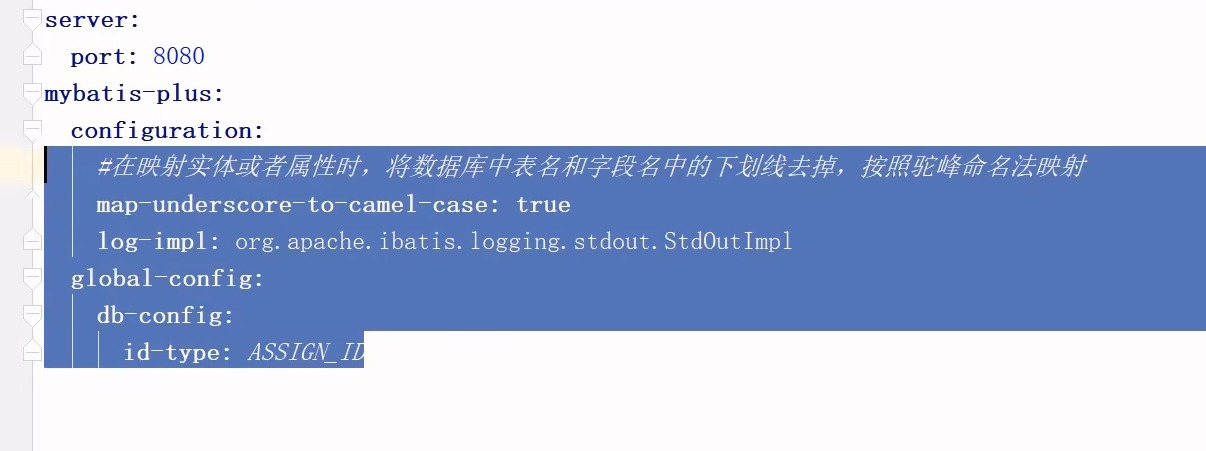 server:
port: 8080
mybatis-plus:
configuration:
#在映射实体或者属性时，将数据库中表名和字段名中的下划线去掉，按照驼峰命名法映射
map-underscore-to-camel-case: true
log-impl: org.apache.ibatis.logging.stdout.StdOutImpl
global-config:
db-config:
id-type: ASSIGN_ID